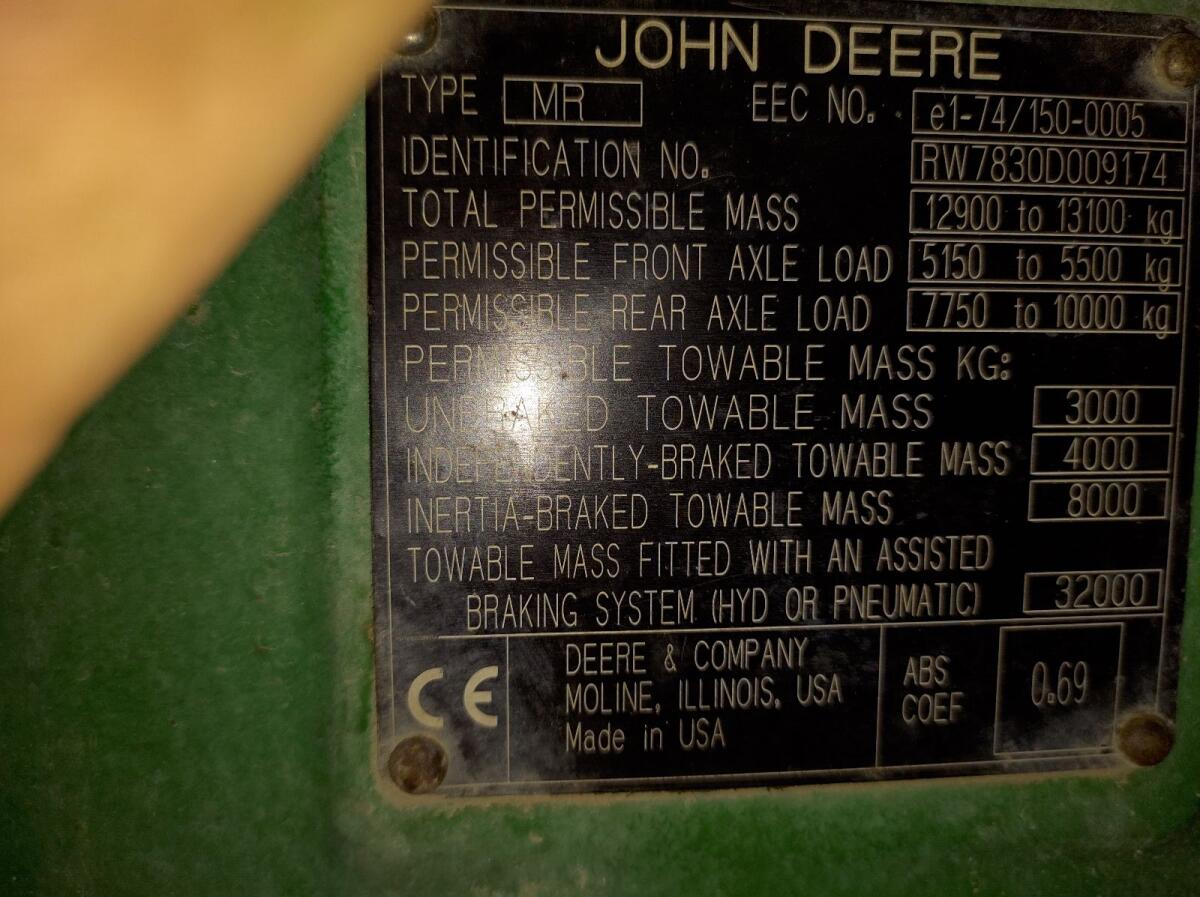 JOHN DEERE
TYPE MR EEC NO. e1-74/150-0005
IDENTIFICATION NO. RW7830D009174
TOTAL PERMISSIBLE MASS 12900 to 13100 kg
PERMISSIBLE FRONT AXLE LOAD 5150 to 5500 kg
PERMISSIBLE REAR AXLE LOAD 7750 to 10000 kg
PERMISSIBLE TOWABLE MASS KG:
UNBRAKED TOWABLE MASS 3000
INDEPENDENTLY-BRAKED TOWABLE MASS 4000
INERTIA-BRAKED TOWABLE MASS 8000
TOWABLE MASS FITTED WITH AN ASSISTED
BRAKING SYSTEM (HYD OR PNEUMATIC) 32000
CE
DEERE & COMPANY
MOLINE, ILLINOIS, USA
Made in USA
ABS
COEF
0.69